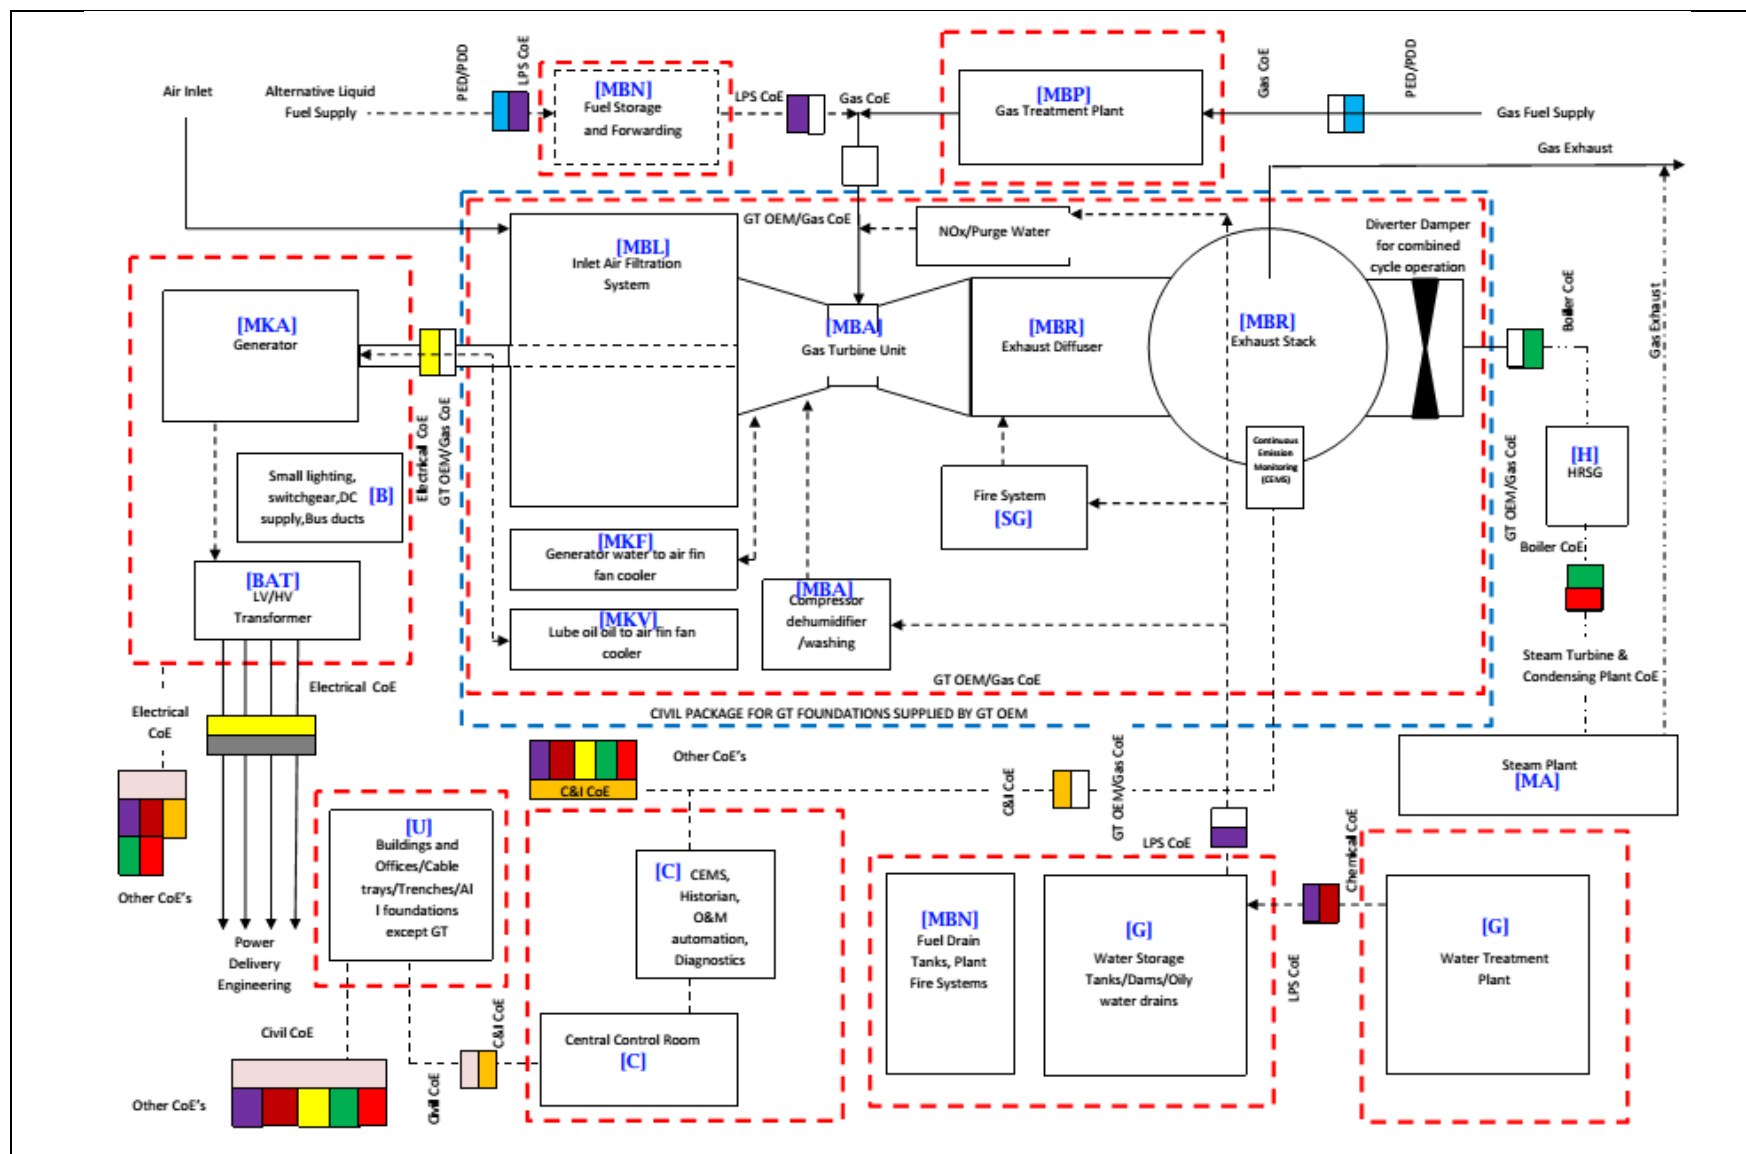 Air Inlet
Alternative Liquid
Fuel Supply
PED/PDD
LPS CoE
[MBN]
Fuel Storage
and Forwarding
LPS CoE
Gas CoE
[MBP]
Gas Treatment Plant
Gas CoE
PED/PDD
Gas Fuel Supply
Gas Exhaust
GT OEM/Gas CoE
NOx/Purge Water
Diverter Damper
for combined
cycle operation
[MBL]
Inlet Air Filtration
System
[MKA]
Generator
[MBA]
Gas Turbine Unit
[MBR]
Exhaust Diffuser
[MBR]
Exhaust Stack
Boiler CoE
Gas Exhaust
Electrical CoE
GT OEM/Gas CoE
Small lighting,
switchgear,DC [B]
supply,Bus ducts
Continuous
Emission
Monitoring
(CEMS)
Fire System
[SG]
GT OEM/Gas CoE
[H]
HRSG
Boiler CoE
[MKF]
Generator water to air fin
fan cooler
[BAT]
LV/HV
Transformer
[MBA]
Compressor
dehumidifier
/washing
[MKV]
Lube oil oil to air fin fan
cooler
Electrical CoE
GT OEM/Gas CoE
Steam Turbine &
Condensing Plant CoE
CIVIL PACKAGE FOR GT FOUNDATIONS SUPPLIED BY GT OEM
Electrical
CoE
Other CoE's
C&I CoE
C&I CoE
GT OEM/Gas CoE
Steam Plant
[MA]
LPS CoE
Chemical CoE
[U]
Buildings and
Offices/Cable
trays/Trenches/Al
l foundations
except GT
[C] CEMS,
Historian,
O&M
automation,
Diagnostics
[MBN]
Fuel Drain
Tanks, Plant
Fire Systems
[G]
Water Storage
Tanks/Dams/Oily
water drains
LPS CoE
[G]
Water Treatment
Plant
Other CoE's
Power
Delivery
Engineering
Civil CoE
C&I CoE
Central Control Room
[C]
Civil CoE
Other CoE's